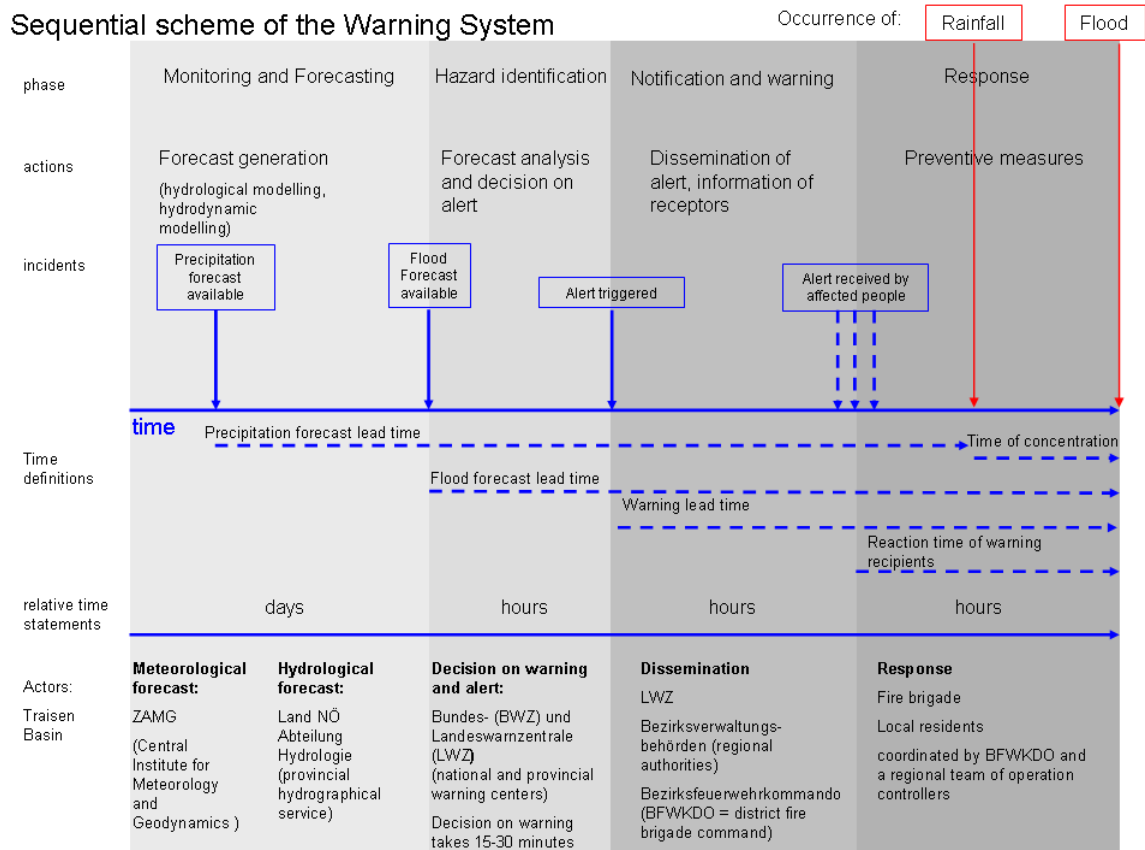 Sequential scheme of the Warning System
Occurrence of:
Rainfall
Flood
phase
Monitoring and Forecasting
Hazard identification
Notification and warning
Response
actions
Forecast generation
(hydrological modelling,
hydrodynamic
modelling)
Forecast analysis
and decision on
alert
Dissemination of
alert, information of
receptors
Preventive measures
incidents
Precipitation
forecast
available
Flood
Forecast
available
Alert triggered
Alert received by
affected people
time
Time
definitions
Precipitation forecast lead time
Time of concentration
Flood forecast lead time
Warning lead time
Reaction time of warning
recipients
relative time
statements
days
hours
hours
hours
Actors:
Traisen
Basin
Meteorological
forecast:
ZAMG
(Central
Institute for
Meteorology
and
Geodynamics )
Hydrological
forecast:
Land NÖ
Abteilung
Hydrologie
(provincial
hydrographical
service)
Decision on warning
and alert:
Bundes- (BWZ) und
Landeswarnzentrale
(LWZ)
(national and provincial
warning centers)
Decision on warning
takes 15-30 minutes
Dissemination
LWZ
Bezirksverwaltungs-
behörden (regional
authorities)
Bezirksfeuerwehrkommando
(BFWKDO = district fire
brigade command)
Response
Fire brigade
Local residents
coordinated by BFWKDO and
a regional team of operation
controllers